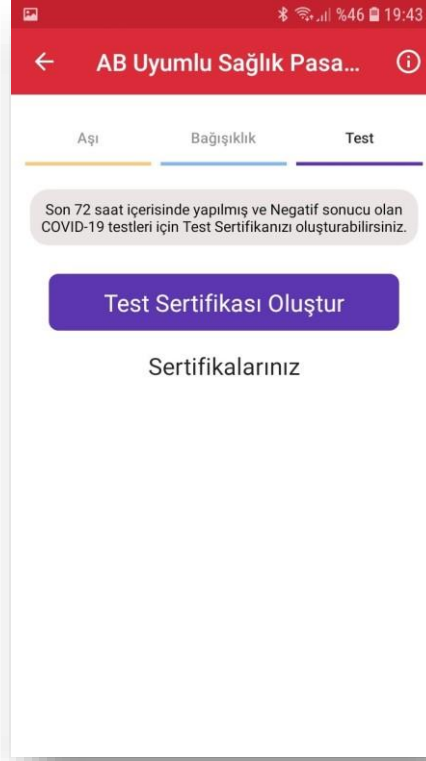 %46 19:43
AB Uyumlu Sağlık Pasa...
Aşı Bağışıklık Test
Son 72 saat içerisinde yapılmış ve Negatif sonucu olan
COVID-19 testleri için Test Sertifikanızı oluşturabilirsiniz.
Test Sertifikası Oluştur
Sertifikalarınız